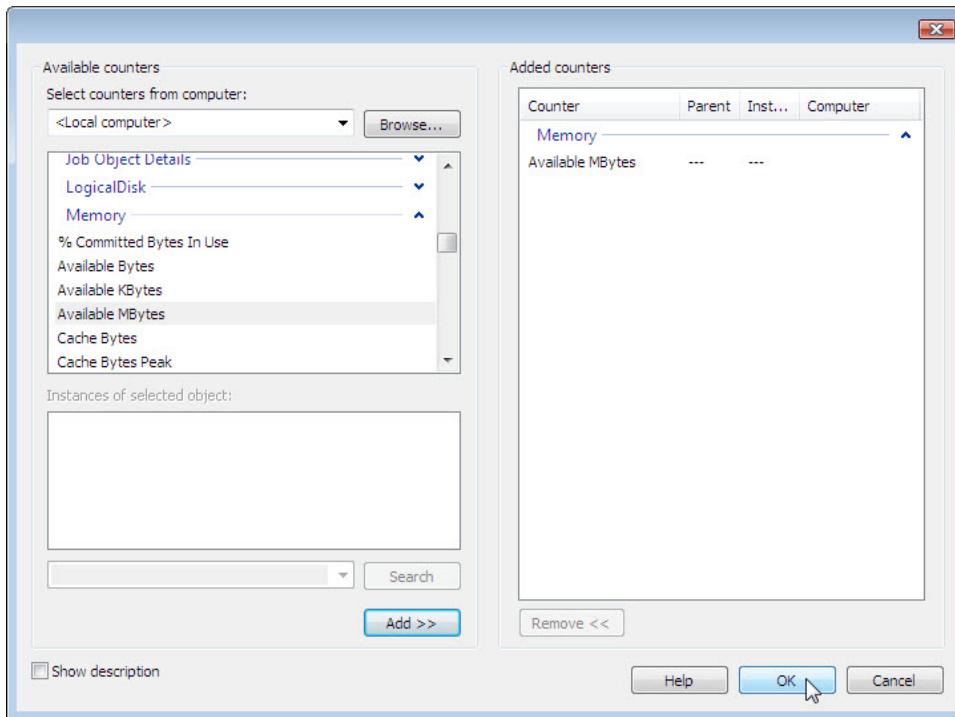 Available counters
Select counters from computer:
<Local computer>
Browse...
Job Object Details
LogicalDisk
Memory
% Committed Bytes In Use
Available Bytes
Available KBytes
Available MBytes
Cache Bytes
Cache Bytes Peak
Instances of selected object:
Search
Add >>
Show description
Added counters
Counter Parent Inst... Computer
Memory
Available MBytes --- ---
Remove <<
Help OK Cancel